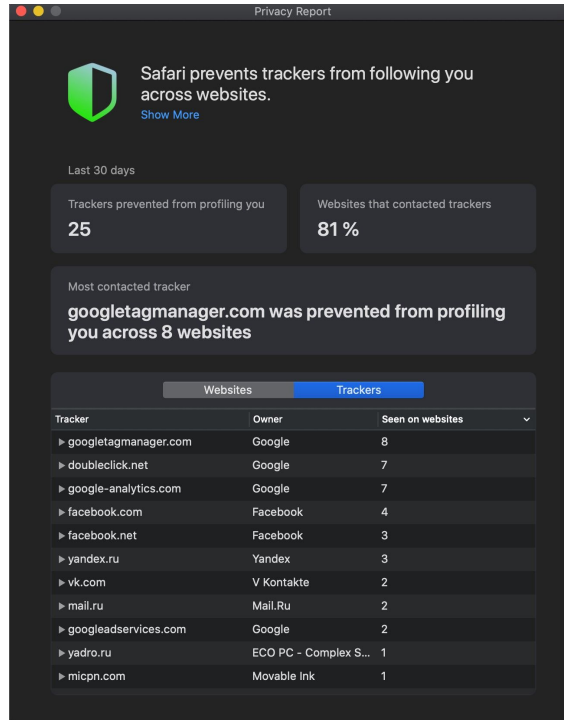 Privacy Report
Safari prevents trackers from following you
across websites.
Show More
Last 30 days
Trackers prevented from profiling you
25
Websites that contacted trackers
81 %
Most contacted tracker
googletagmanager.com was prevented from profiling
you across 8 websites
Websites Trackers
Tracker Owner Seen on websites
googletagmanager.com Google 8
doubleclick.net Google 7
google-analytics.com Google 7
facebook.com Facebook 4
facebook.net Facebook 3
yandex.ru Yandex 3
vk.com V Kontakte 2
mail.ru Mail.Ru 2
googleadservices.com Google 2
yadro.ru ECO PC - Complex S... 1
micpn.com Movable Ink 1